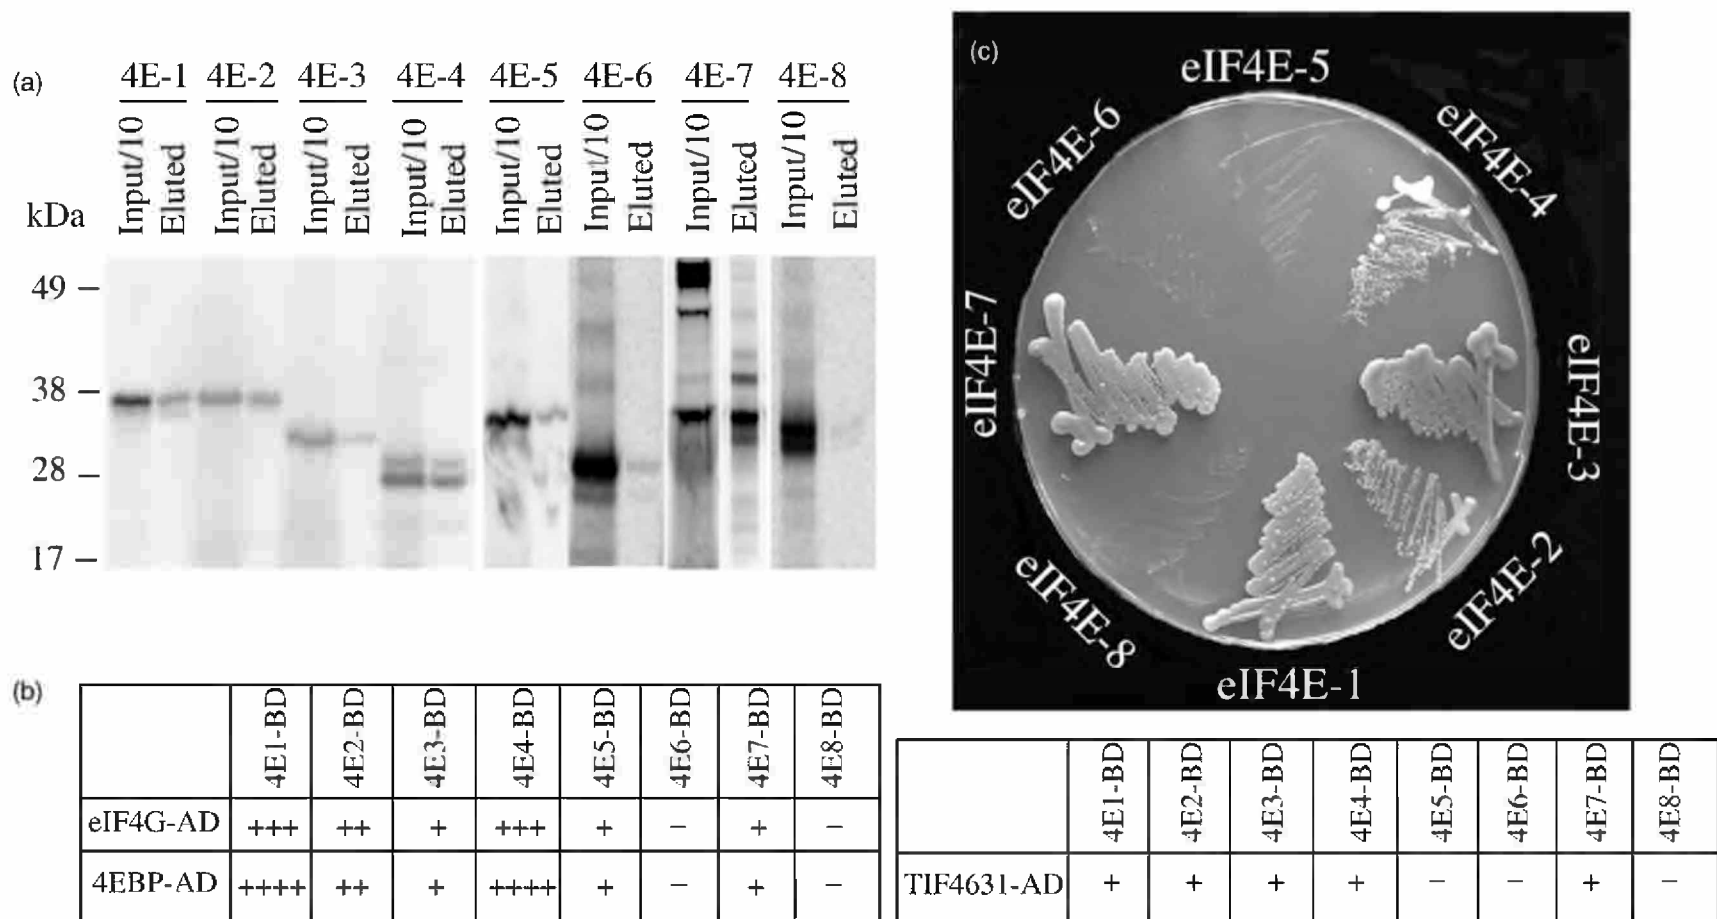 (a)
4E-1 4E-2 4E-3 4E-4 4E-5 4E-6 4E-7 4E-8
Input/10 Eluted Input/10 Eluted Input/10 Eluted Input/10 Eluted Input/10 Eluted Input/10 Eluted Input/10 Eluted Input/10 Eluted
kDa
49
38
28
17
(b)
4E1-BD 4E2-BD 4E3-BD 4E4-BD 4E5-BD 4E6-BD 4E7-BD 4E8-BD
eIF4G-AD +++ ++ + +++ + − + −
4EBP-AD ++++ ++ + ++++ + − + −
(c)
eIF4E-5
eIF4E-4
eIF4E-3
eIF4E-2
eIF4E-1
eIF4E-8
eIF4E-7
eIF4E-6
4E1-BD 4E2-BD 4E3-BD 4E4-BD 4E5-BD 4E6-BD 4E7-BD 4E8-BD
TIF4631-AD + + + + − − + −